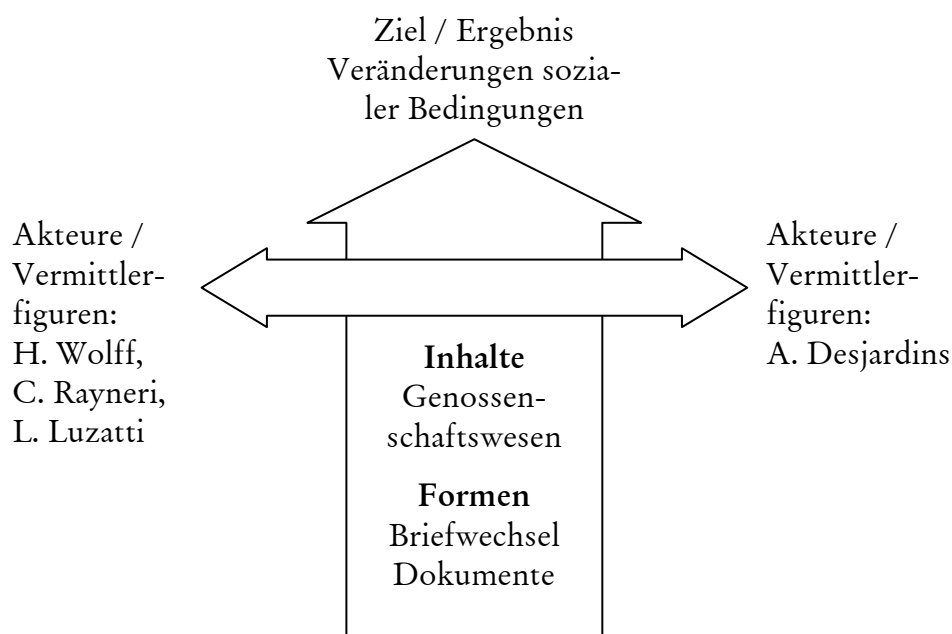 Ziel / Ergebnis
Veränderungen sozia-
ler Bedingungen
Akteure /
Vermittler-
figuren:
H. Wolff,
C. Rayneri,
L. Luzatti
Akteure /
Vermittler-
figuren:
A. Desjardins
Inhalte
Genossen-
schaftswesen
Formen
Briefwechsel
Dokumente